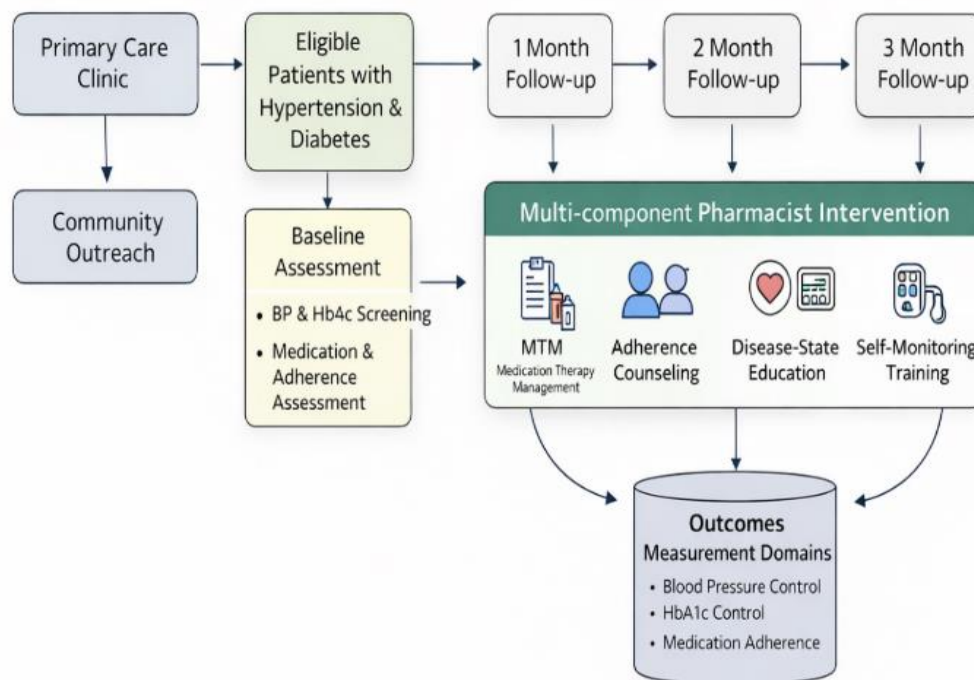 Primary Care
Clinic
Eligible
Patients with
Hypertension &
Diabetes
1 Month
Follow-up
2 Month
Follow-up
3 Month
Follow-up
Community
Outreach
Baseline
Assessment
• BP & Hb4c Screening
• Medication &
Adherence
Assessment
Multi-component Pharmacist Intervention
MTM
Medication Therapy
Management
Adherence
Counseling
Disease-State
Education
Self-Monitoring
Training
Outcomes
Measurement Domains
• Blood Pressure Control
• HbA1c Control
• Medication Adherence